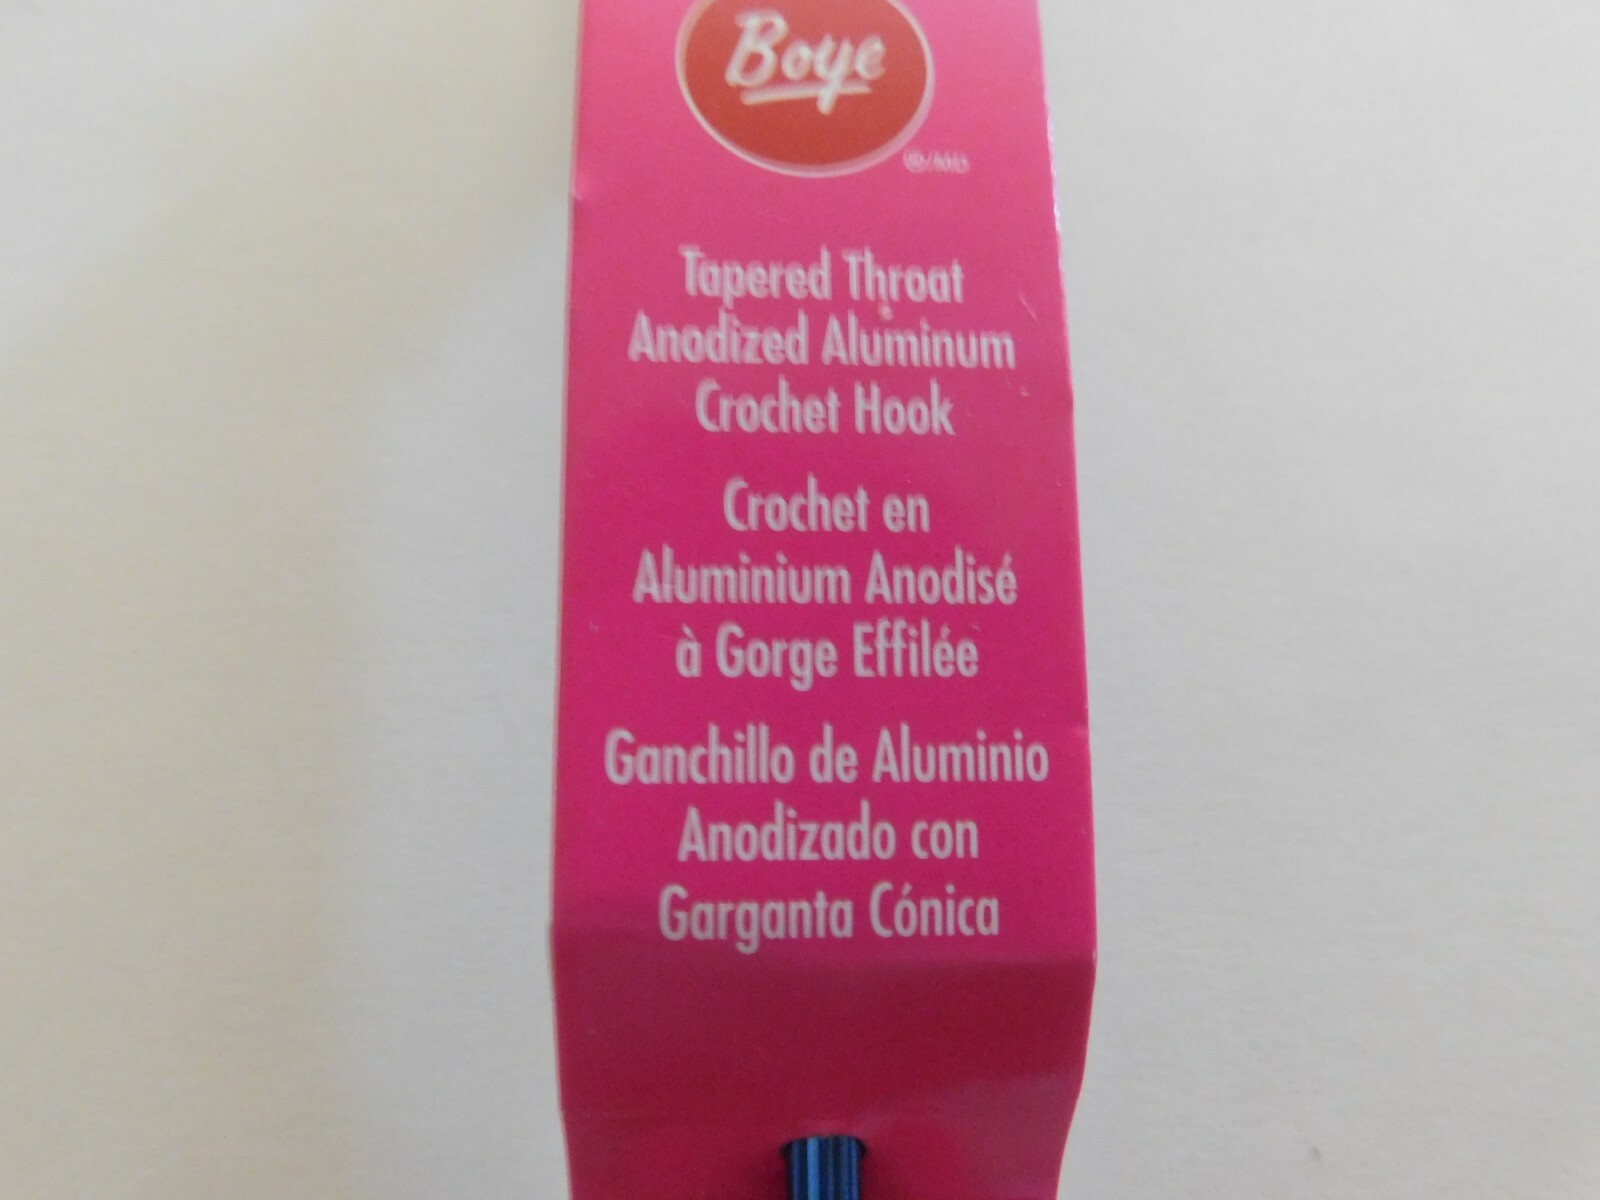 Boye
®/MD
Tapered Throat
Anodized Aluminum
Crochet Hook
Crochet en
Aluminium Anodisé
à Gorge Effilée
Ganchillo de Aluminio
Anodizado con
Garganta Cónica